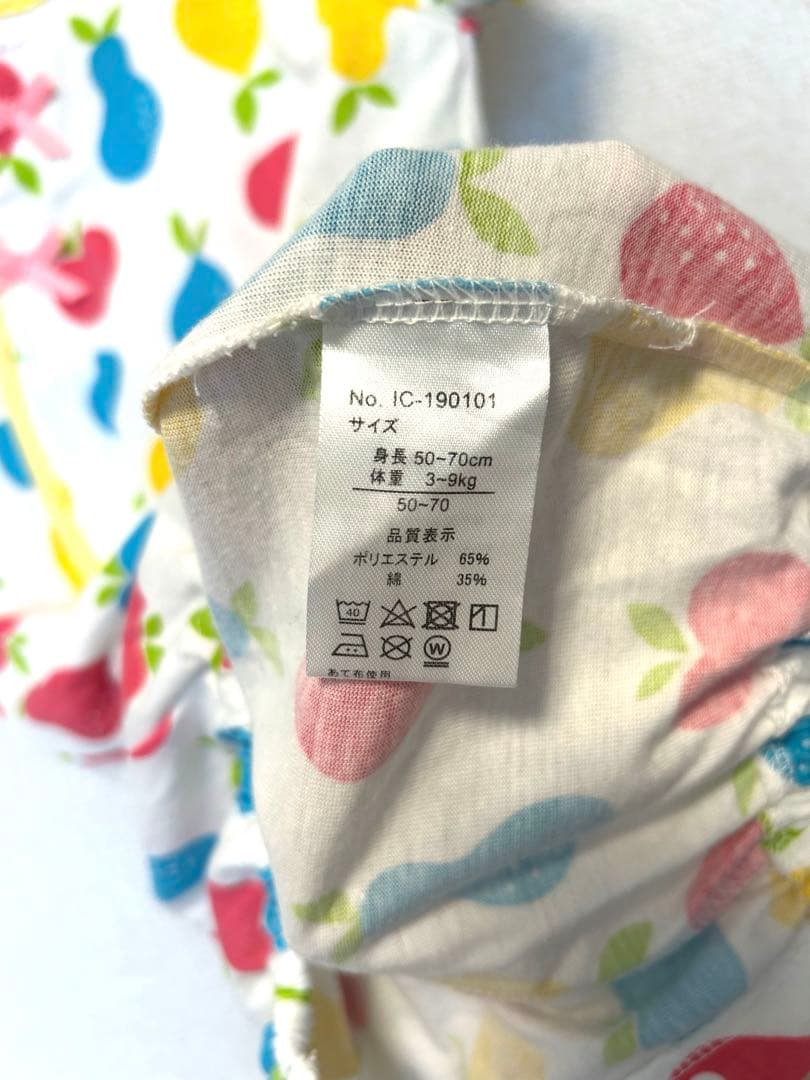 No. IC-190101
サイズ
身長 50~70cm
体重 3~9kg
50~70
品質表示
ポリエステル 65%
綿 35%
40
W
あて布使用